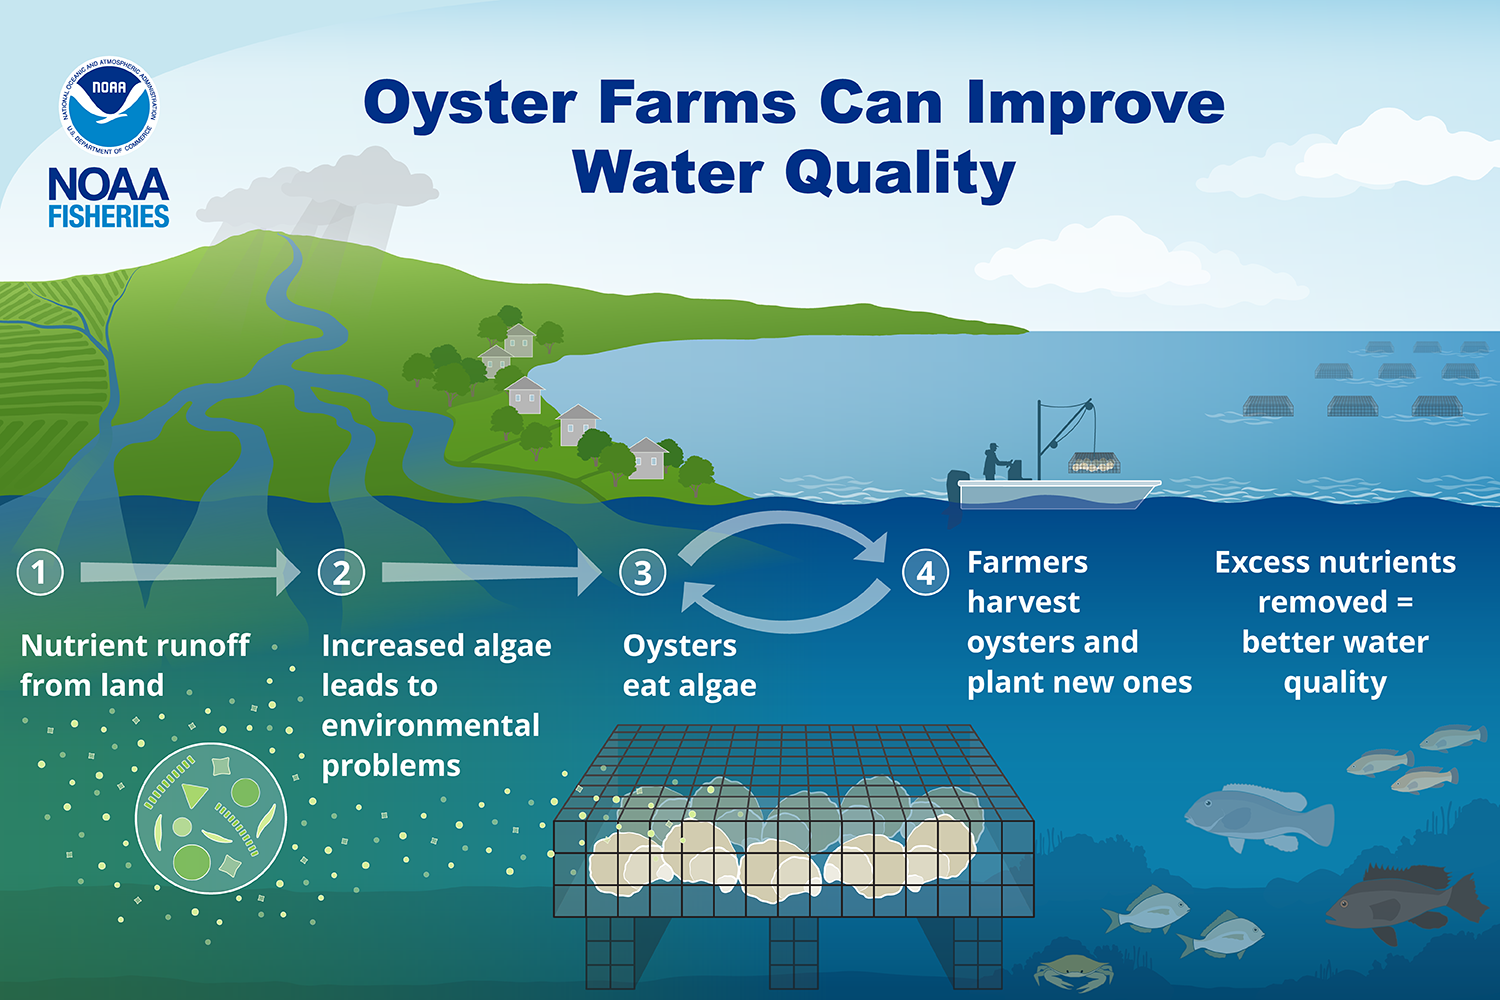 NATIONAL OCEANIC AND ATMOSPHERIC ADMINISTRATION
NOAA
U.S. DEPARTMENT OF COMMERCE
NOAA
FISHERIES
Oyster Farms Can Improve
Water Quality
1
Nutrient runoff
from land
2
Increased algae
leads to
environmental
problems
3
Oysters
eat algae
4
Farmers
harvest
oysters and
plant new ones
Excess nutrients
removed =
better water
quality